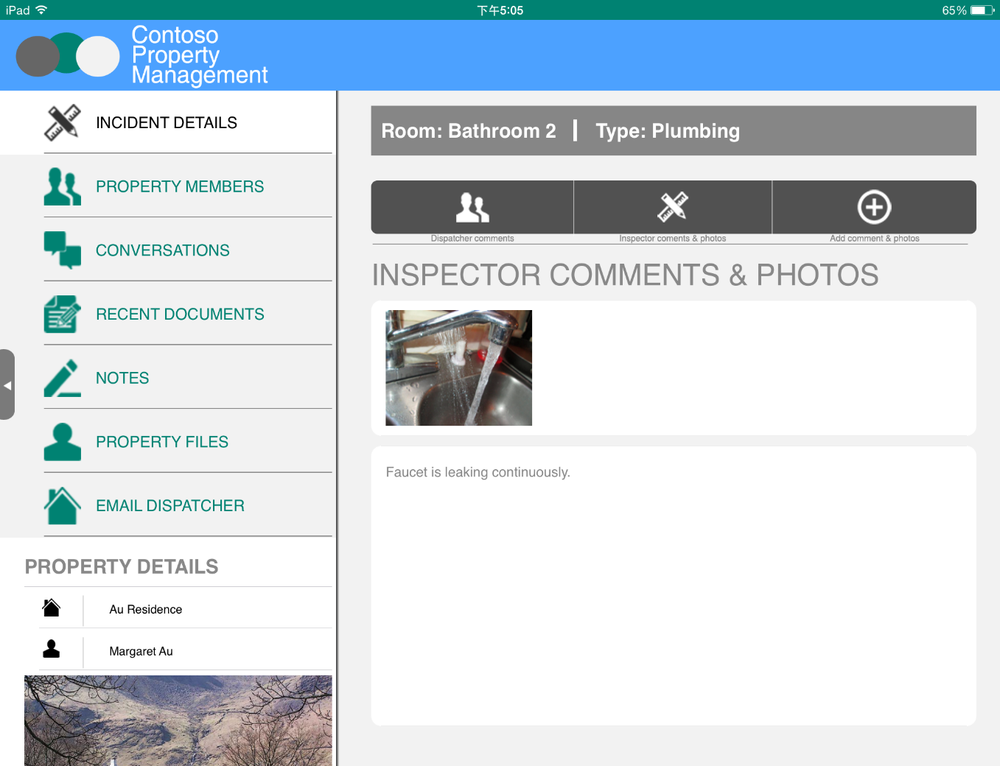 iPad 下午5:05 65%
Contoso
Property
Management
INCIDENT DETAILS
PROPERTY MEMBERS
CONVERSATIONS
RECENT DOCUMENTS
NOTES
PROPERTY FILES
EMAIL DISPATCHER
PROPERTY DETAILS
Au Residence
Margaret Au
Room: Bathroom 2 | Type: Plumbing
Dispatcher comments
Inspector coments & photos
Add comment & photos
INSPECTOR COMMENTS & PHOTOS
Faucet is leaking continuously.